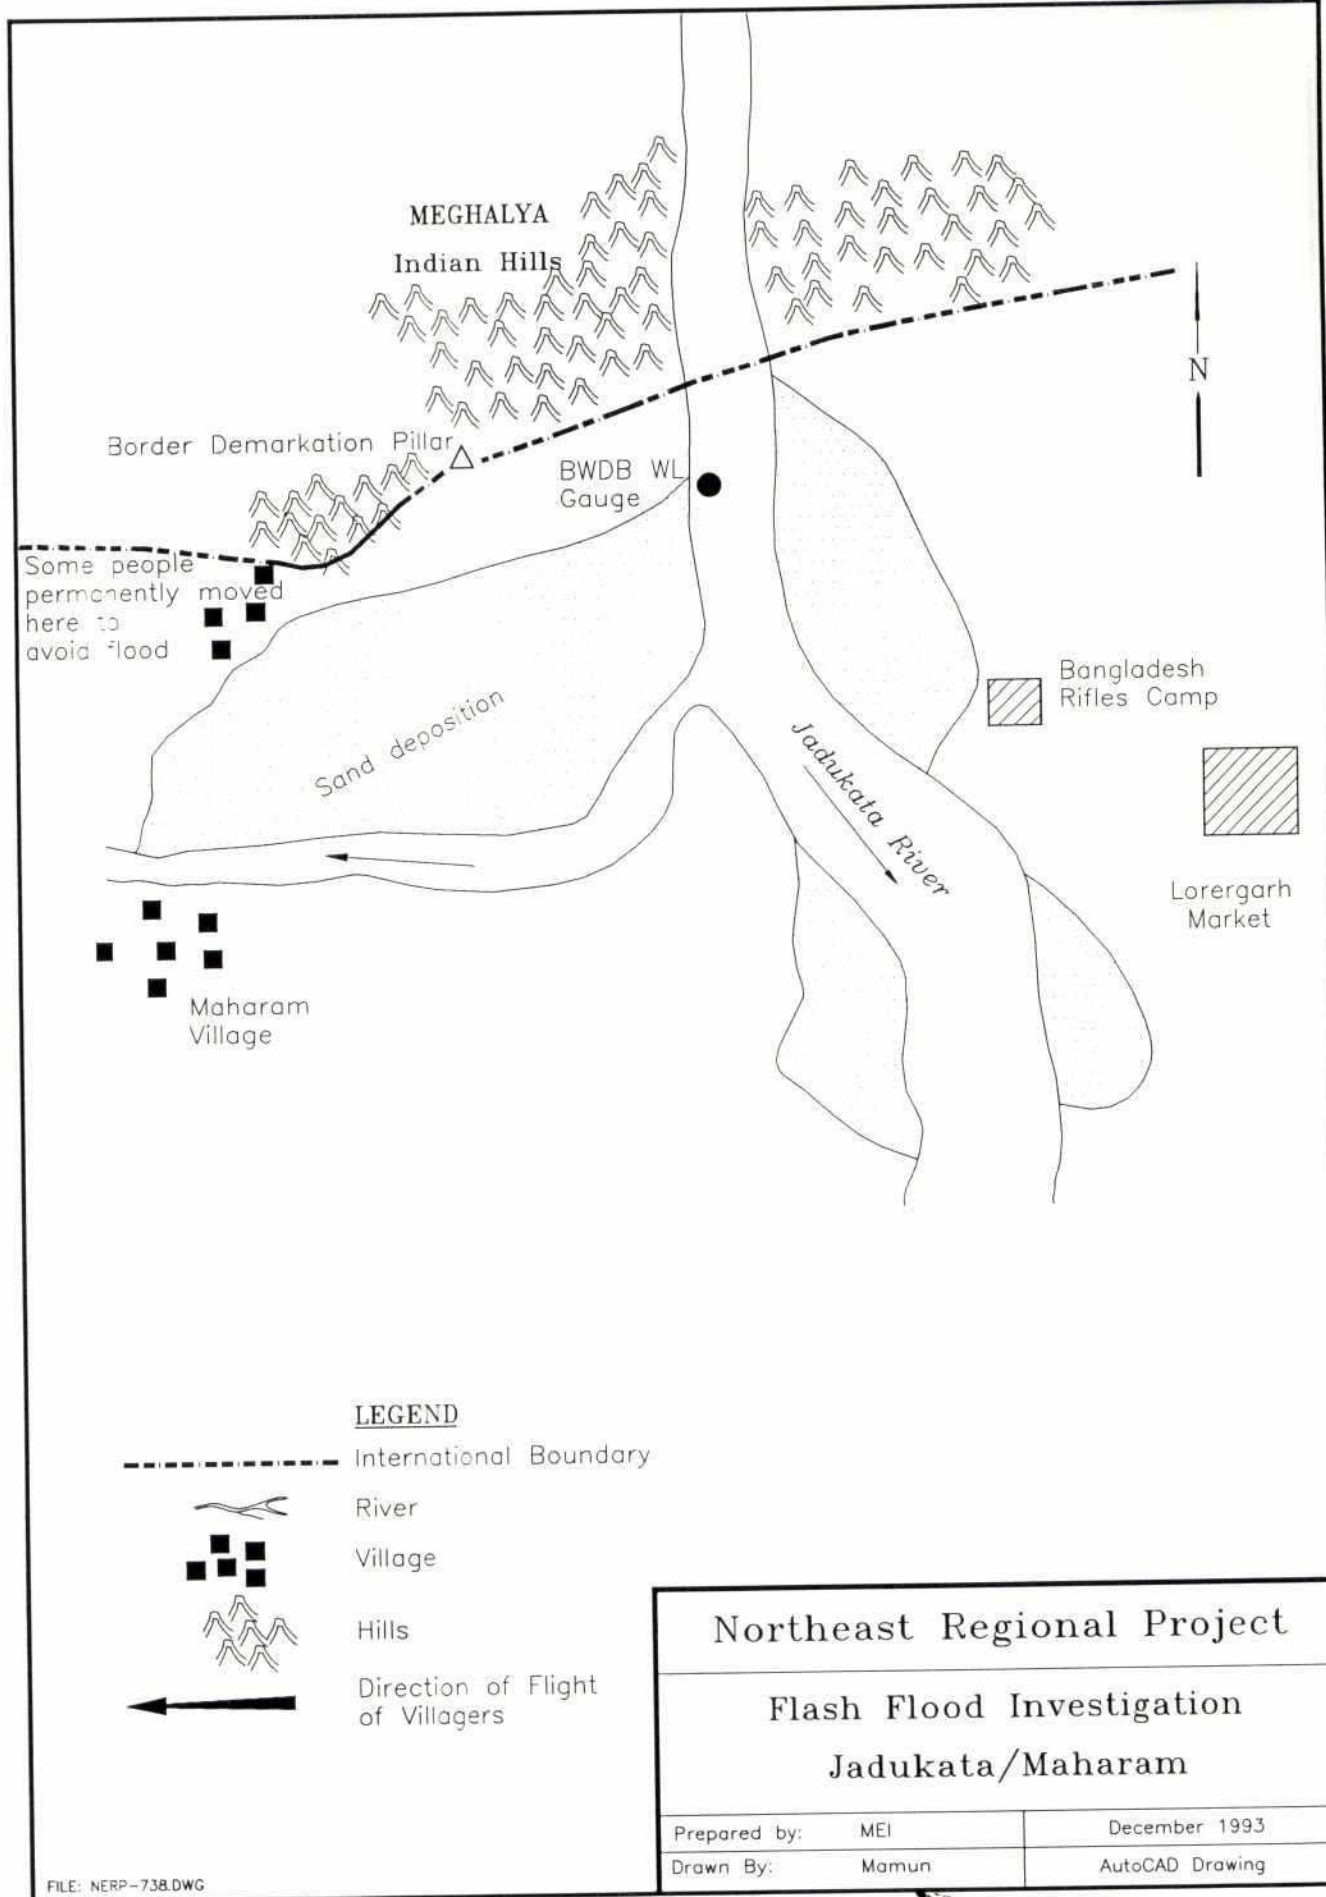 MEGHALYA
Indian Hills
N
Border Demarkation Pillar
BWDB WL
Gauge
Some people
permanently moved
here to
avoid flood
Bangladesh
Rifles Camp
Sand deposition
Jadukata River
Lorergarh
Market
Maharam
Village
LEGEND
International Boundary
River
Village
Hills
Direction of Flight
of Villagers
Northeast Regional Project
Flash Flood Investigation
Jadukata/Maharam
Prepared by: MEI December 1993
Drawn By: Mamun AutoCAD Drawing
FILE: NERP-738.DWG